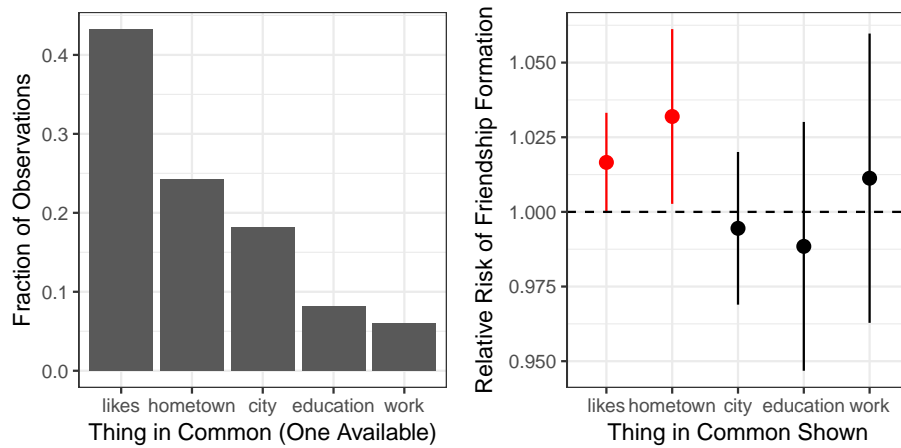 Fraction of Observations
0.4
0.3
0.2
0.1
0.0
likes hometown city education work
Thing in Common (One Available)
Relative Risk of Friendship Formation
1.050
1.025
1.000
0.975
0.950
likes hometown city education work
Thing in Common Shown